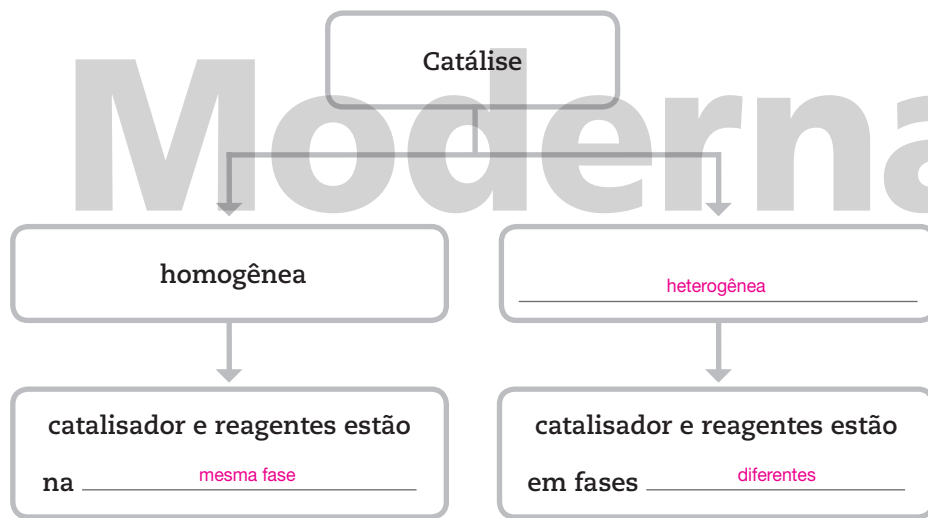 Catálise
Moderna
homogênea
heterogênea
catalisador e reagentes estão
na mesma fase
catalisador e reagentes estão
em fases diferentes